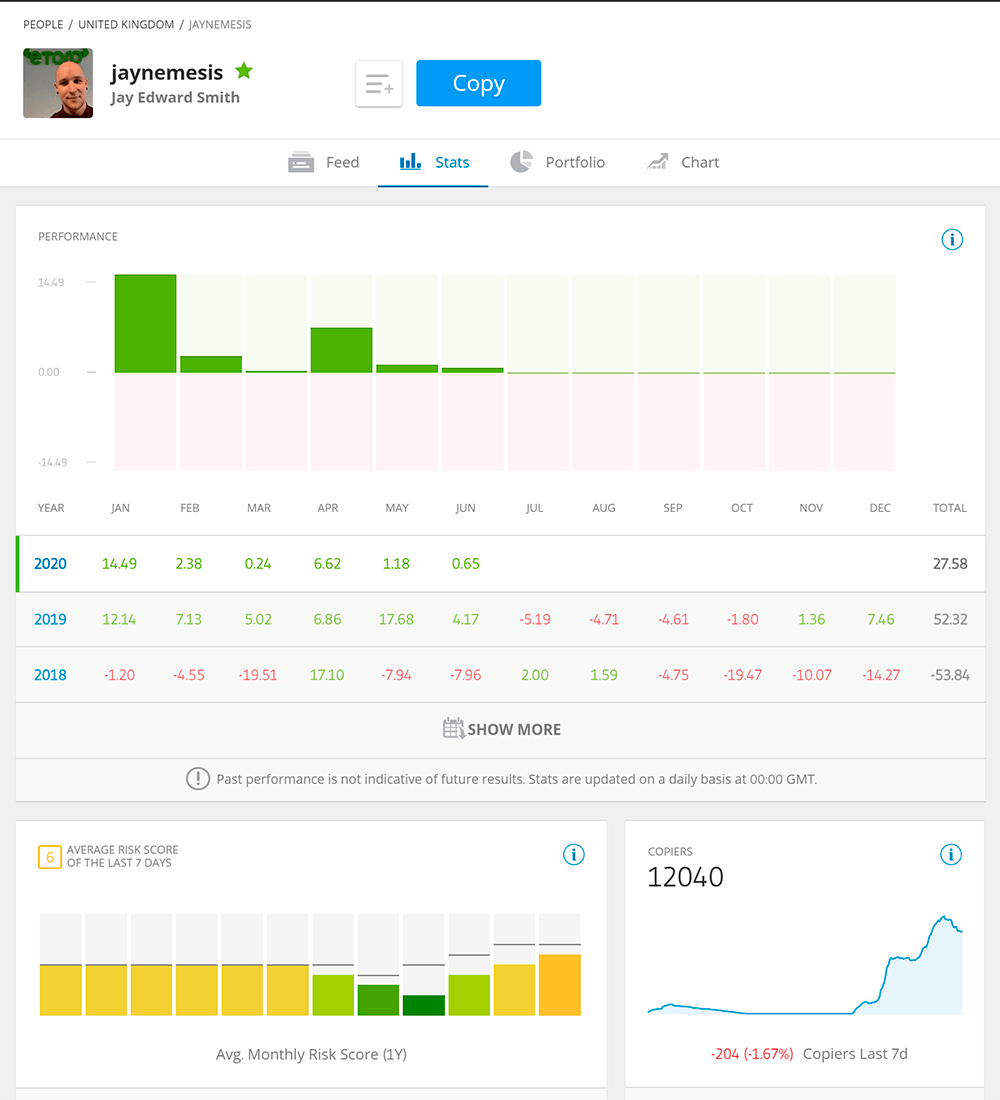 PEOPLE / UNITED KINGDOM / JAYNEMESIS
eToro
jaynemesis
Jay Edward Smith
Copy
Feed Stats Portfolio Chart
PERFORMANCE
14.49
0.00
-14.49
YEAR JAN FEB MAR APR MAY JUN JUL AUG SEP OCT NOV DEC TOTAL
2020 14.49 2.38 0.24 6.62 1.18 0.65 27.58
2019 12.14 7.13 5.02 6.86 17.68 4.17 -5.19 -4.71 -4.61 -1.80 1.36 7.46 52.32
2018 -1.20 -4.55 -19.51 17.10 -7.94 -7.96 2.00 1.59 -4.75 -19.47 -10.07 -14.27 -53.84
SHOW MORE
Past performance is not indicative of future results. Stats are updated on a daily basis at 00:00 GMT.
6 AVERAGE RISK SCORE
OF THE LAST 7 DAYS
Avg. Monthly Risk Score (1Y)
COPIERS
12040
-204 (-1.67%) Copiers Last 7d